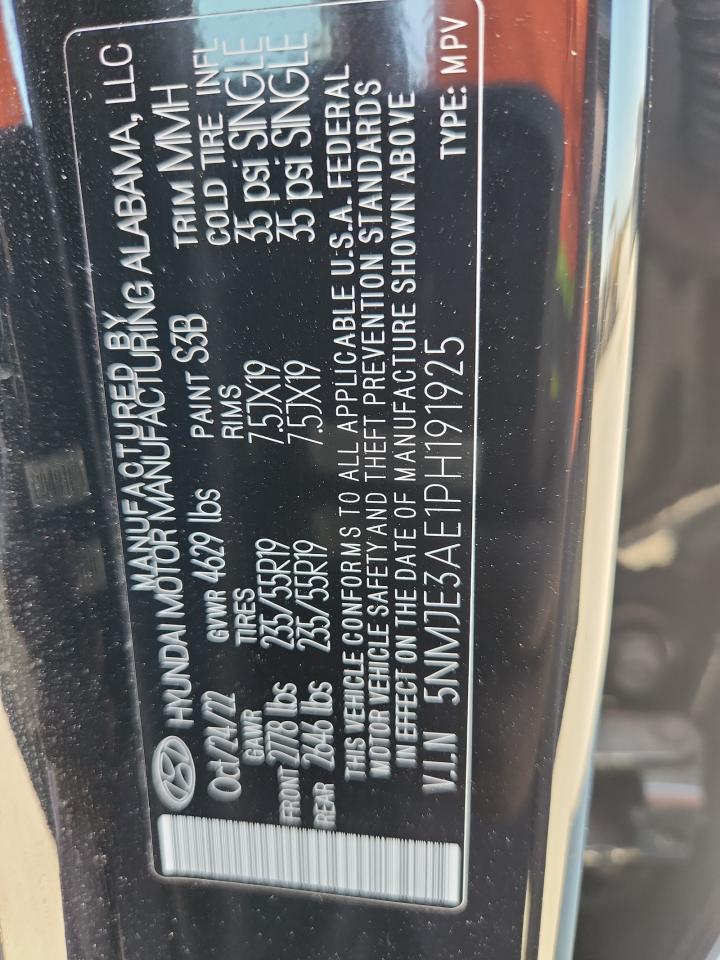 MANUFACTURED BY
HYUNDAI MOTOR MANUFACTURING ALABAMA, LLC
Oct/24/22 GVWR 4629 lbs PAINT S3B TRIM MMH
GAWR TIRES RIMS COLD TIRE INFL
FRONT 2778 lbs 235/55R19 7.5JX19 35 psi SINGLE
REAR 2646 lbs 235/55R19 7.5JX19 35 psi SINGLE
THIS VEHICLE CONFORMS TO ALL APPLICABLE U.S.A. FEDERAL
MOTOR VEHICLE SAFETY AND THEFT PREVENTION STANDARDS
IN EFFECT ON THE DATE OF MANUFACTURE SHOWN ABOVE
V.I.N 5NMJE3AE1PH191925 TYPE: MPV